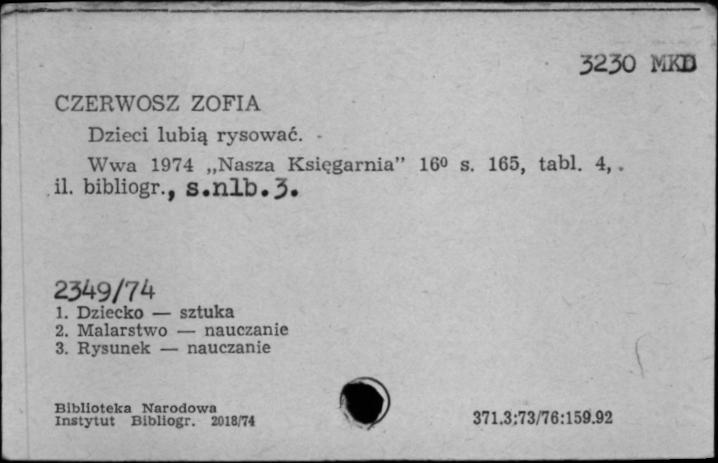 3230 MKD
CZERWOSZ ZOFIA
Dzieci lubią rysować.
Wwa 1974 „Nasza Księgarnia” 16⁰ s. 165, tabl. 4,
il. bibliogr., s.nlb.3.
2349/74
1. Dziecko — sztuka
2. Malarstwo — nauczanie
3. Rysunek — nauczanie
Biblioteka Narodowa
Instytut Bibliogr. 2018/74
371.3:73/76:159.92